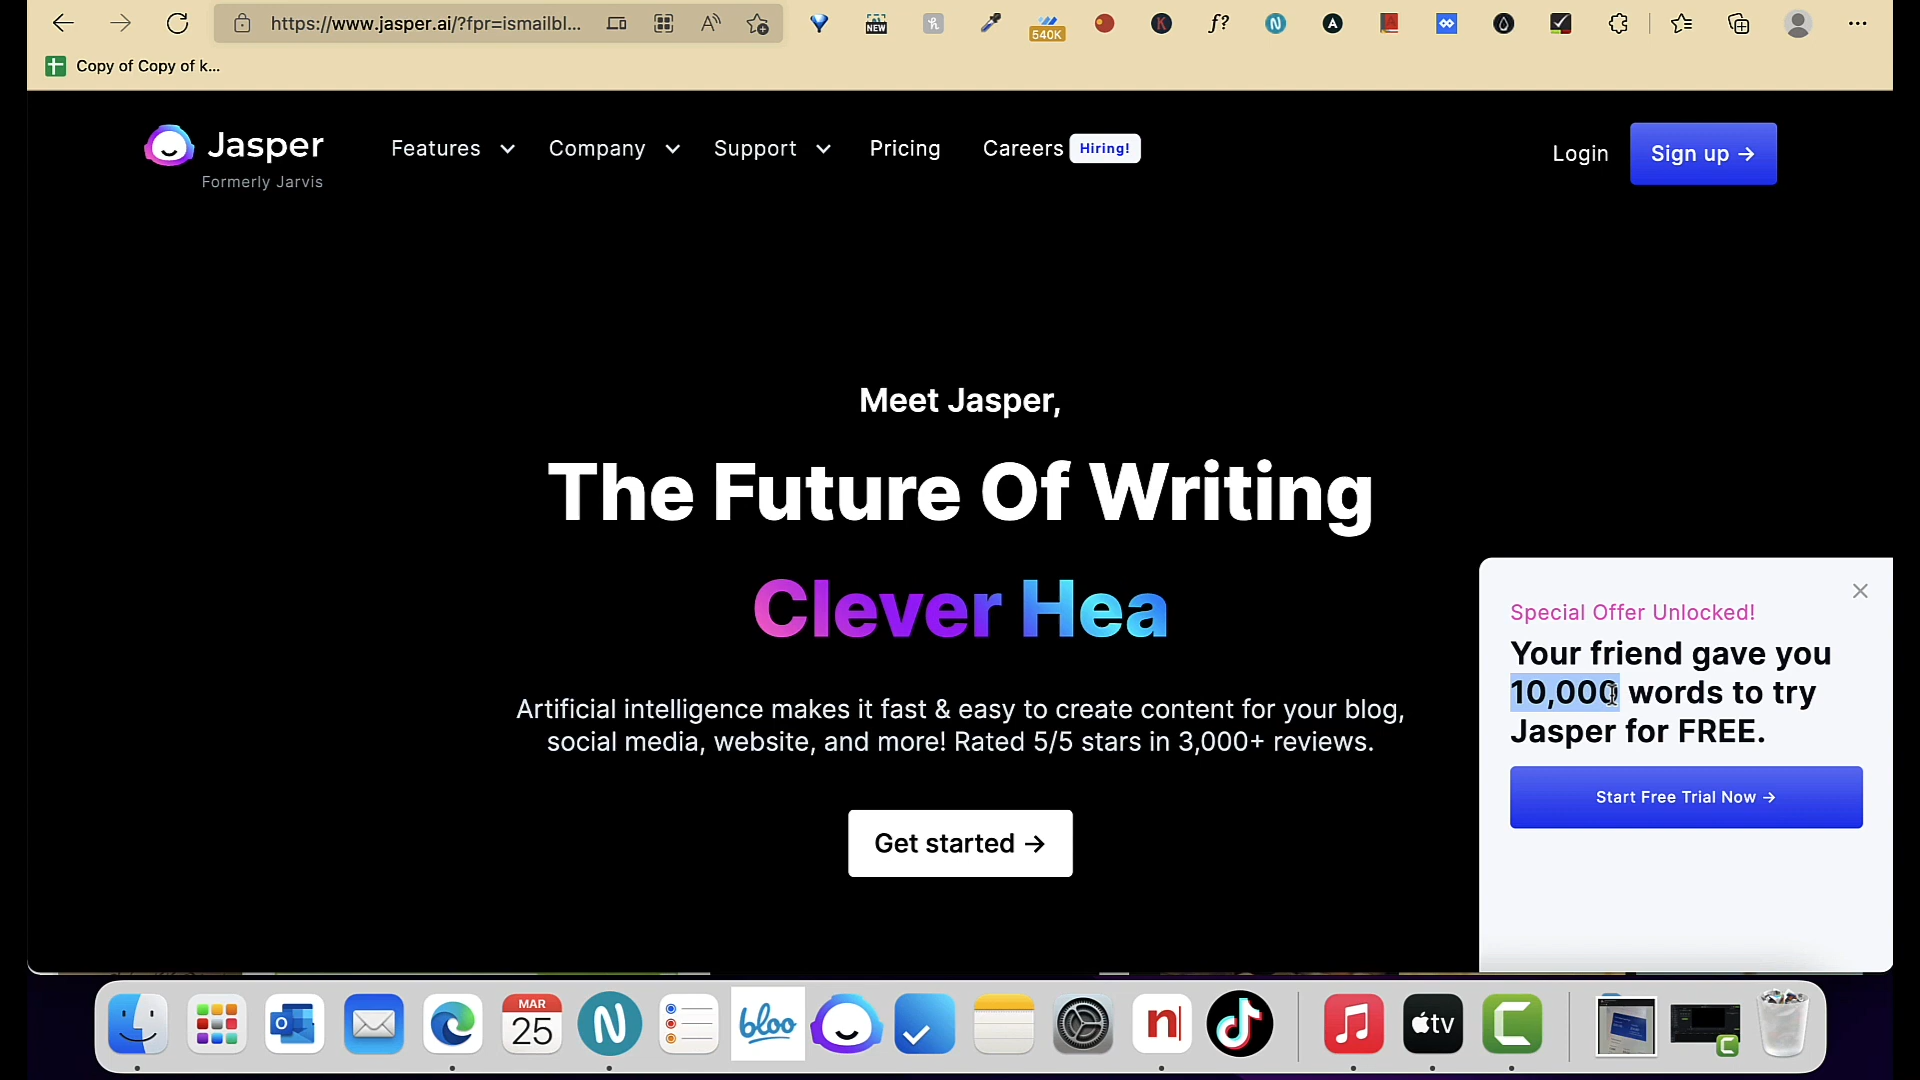 https://www.jasper.ai/?fpr=ismailbl...
NEW
540K
f?
Copy of Copy of k...
Jasper
Formerly Jarvis
Features
Company
Support
Pricing
Careers
Hiring!
Login
Sign up →
Meet Jasper,
The Future Of Writing
Clever Hea
Artificial intelligence makes it fast & easy to create content for your blog,
social media, website, and more! Rated 5/5 stars in 3,000+ reviews.
Get started →
Special Offer Unlocked!
Your friend gave you
10,000 words to try
Jasper for FREE.
Start Free Trial Now →
MAR
25
bloo
n
tv